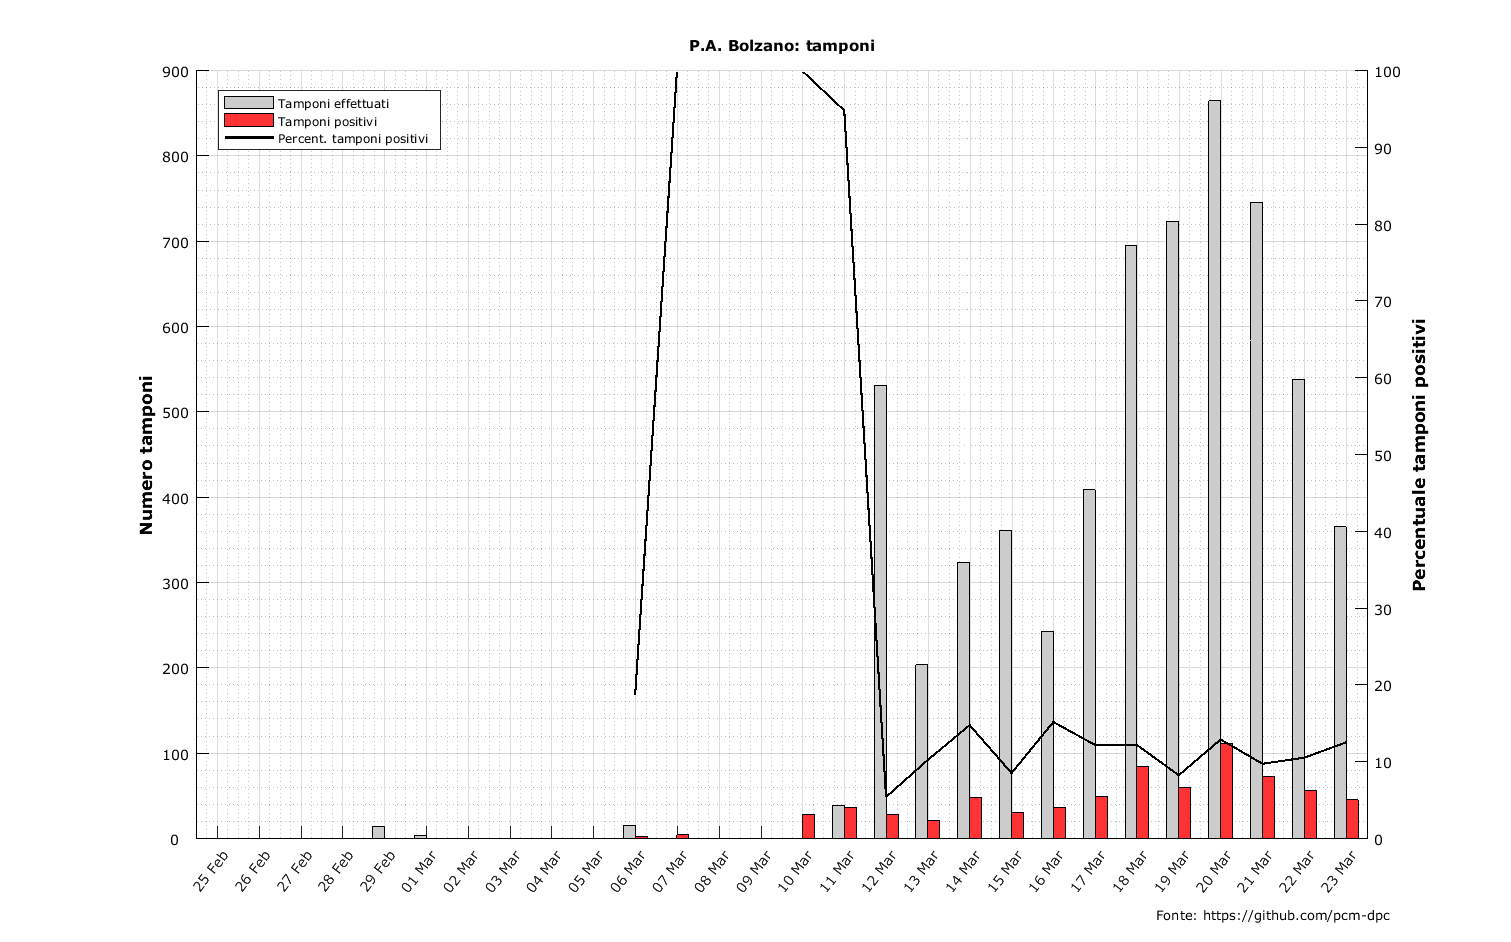 P.A. Bolzano: tamponi
Tamponi effettuati
Tamponi positivi
Percent. tamponi positivi
Numero tamponi
900
800
700
600
500
400
300
200
100
0
100
90
80
70
60
50
40
30
20
10
0
Percentuale tamponi positivi
25 Feb
26 Feb
27 Feb
28 Feb
29 Feb
01 Mar
02 Mar
03 Mar
04 Mar
05 Mar
06 Mar
07 Mar
08 Mar
09 Mar
10 Mar
11 Mar
12 Mar
13 Mar
14 Mar
15 Mar
16 Mar
17 Mar
18 Mar
19 Mar
20 Mar
21 Mar
22 Mar
23 Mar
Fonte: https://github.com/pcm-dpc